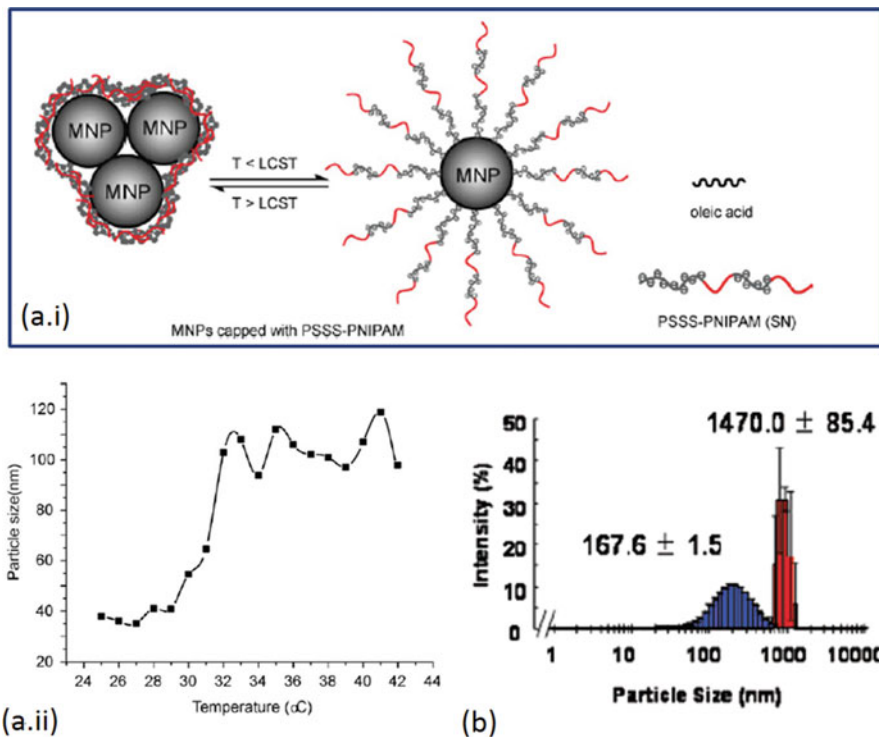 MNP
MNP
MNP
T < LCST
T > LCST
MNP
oleic acid
PSSS-PNIPAM (SN)
(a.i)
MNPs capped with PSSS-PNIPAM
Particle size(nm)
120
100
80
60
40
20
24 26 28 30 32 34 36 38 40 42 44
Temperature (oC)
(a.ii)
Intensity (%)
50
40
30
20
10
0
1470.0 ± 85.4
167.6 ± 1.5
1 10 100 1000 10000
Particle Size (nm)
(b)